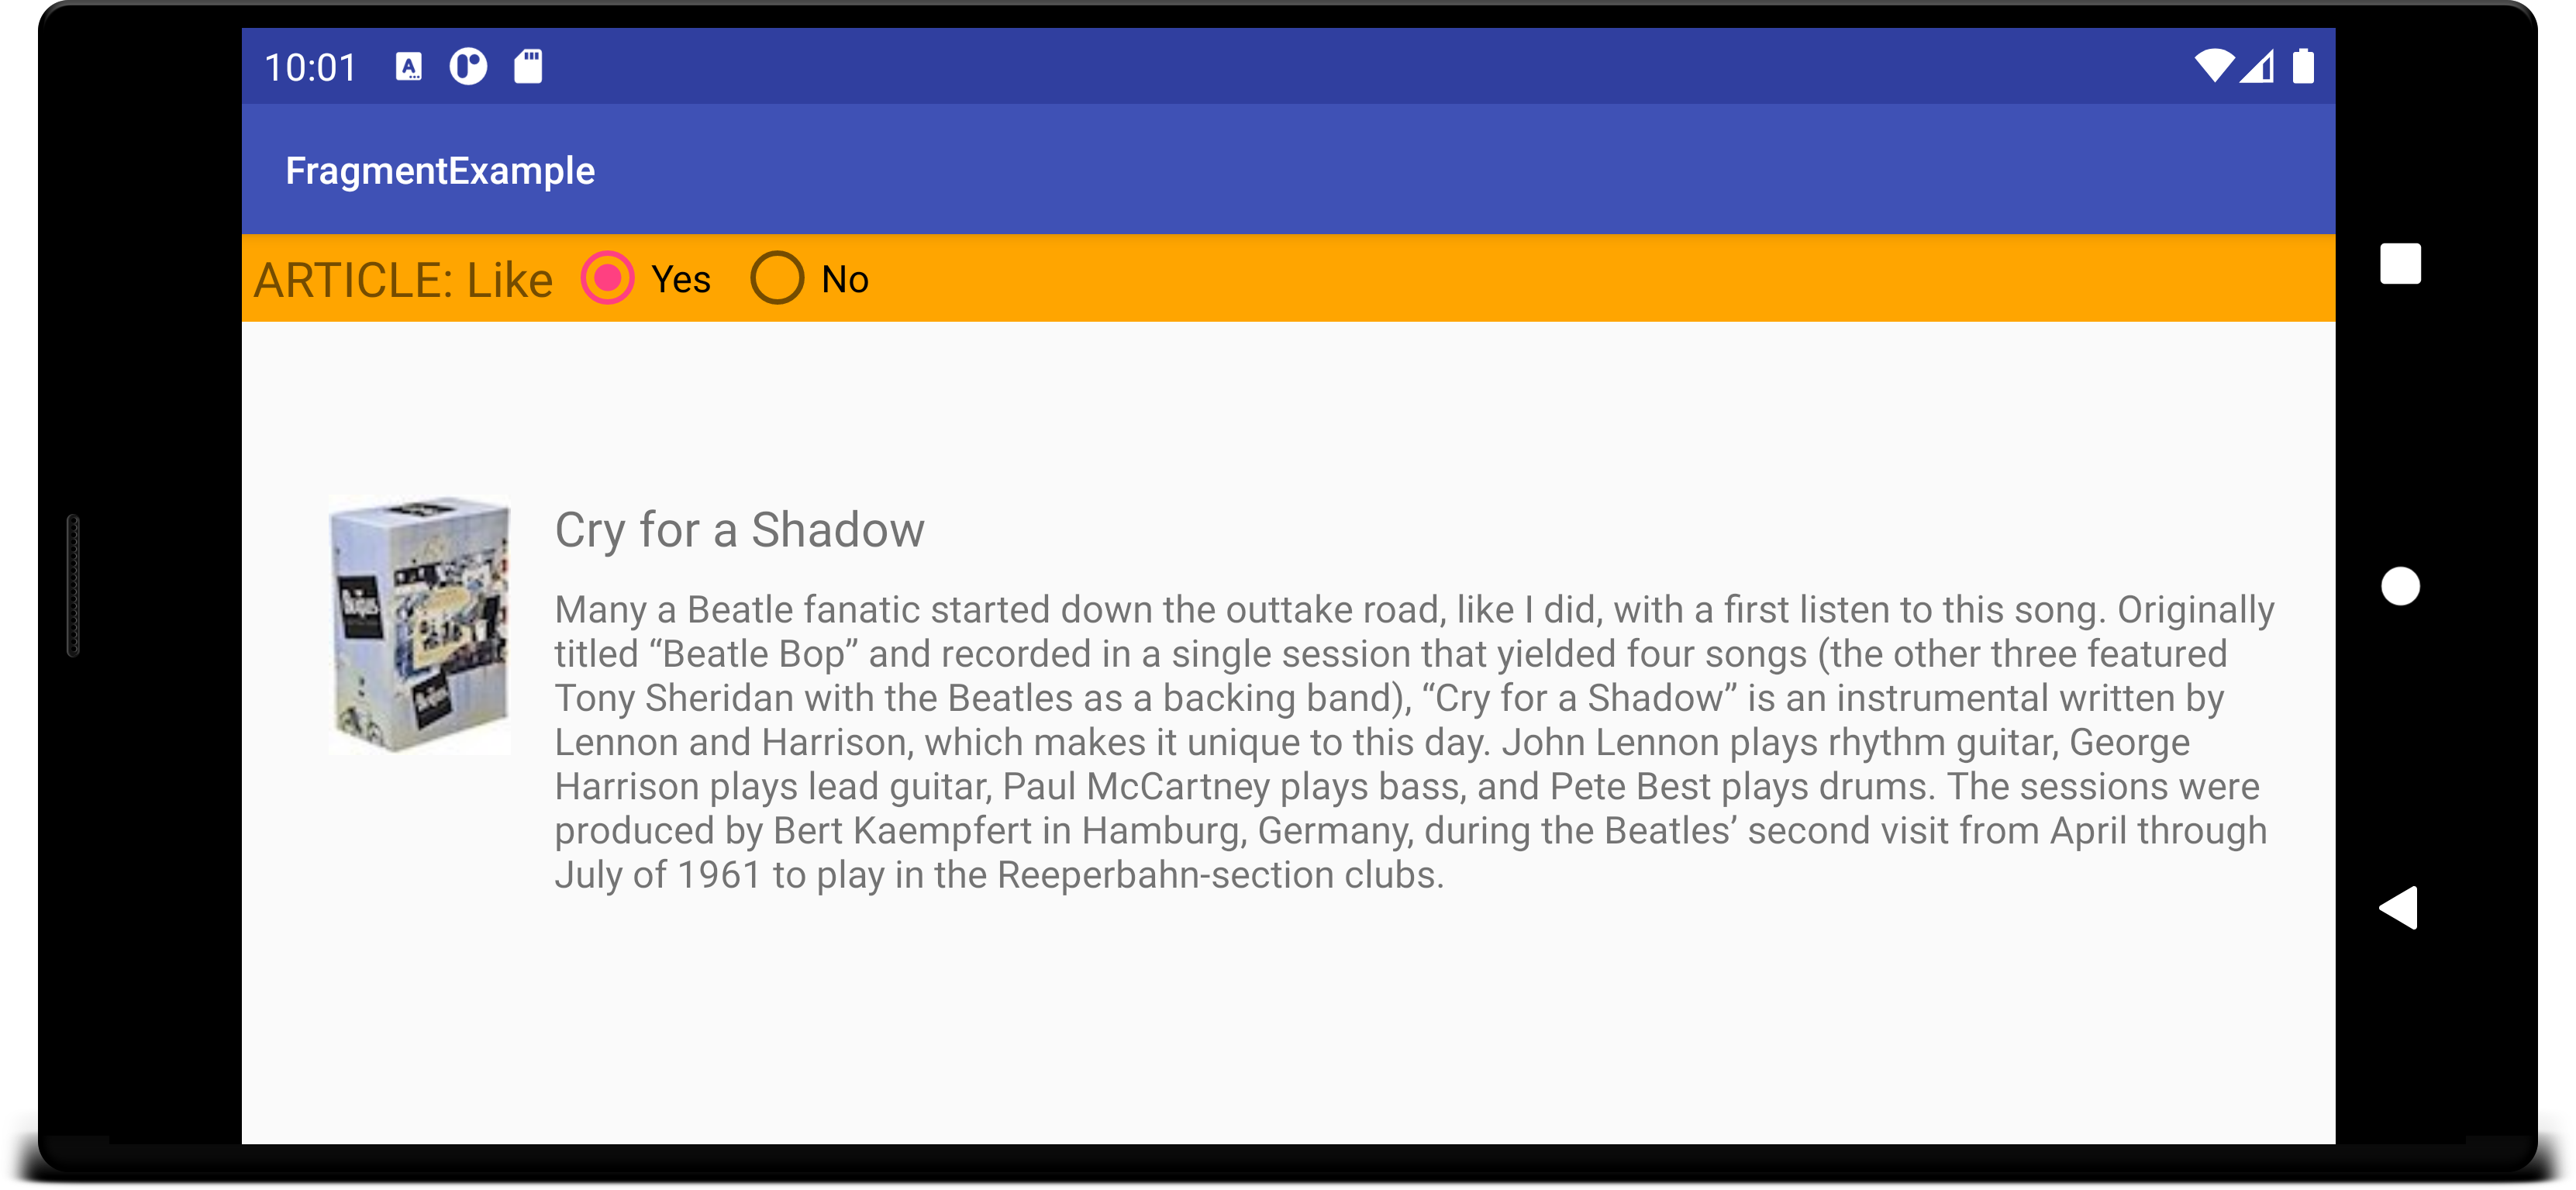 10:01
FragmentExample
ARTICLE: Like Yes No
Cry for a Shadow
Many a Beatle fanatic started down the outtake road, like I did, with a first listen to this song. Originally
titled “Beatle Bop” and recorded in a single session that yielded four songs (the other three featured
Tony Sheridan with the Beatles as a backing band), “Cry for a Shadow” is an instrumental written by
Lennon and Harrison, which makes it unique to this day. John Lennon plays rhythm guitar, George
Harrison plays lead guitar, Paul McCartney plays bass, and Pete Best plays drums. The sessions were
produced by Bert Kaempfert in Hamburg, Germany, during the Beatles’ second visit from April through
July of 1961 to play in the Reeperbahn-section clubs.